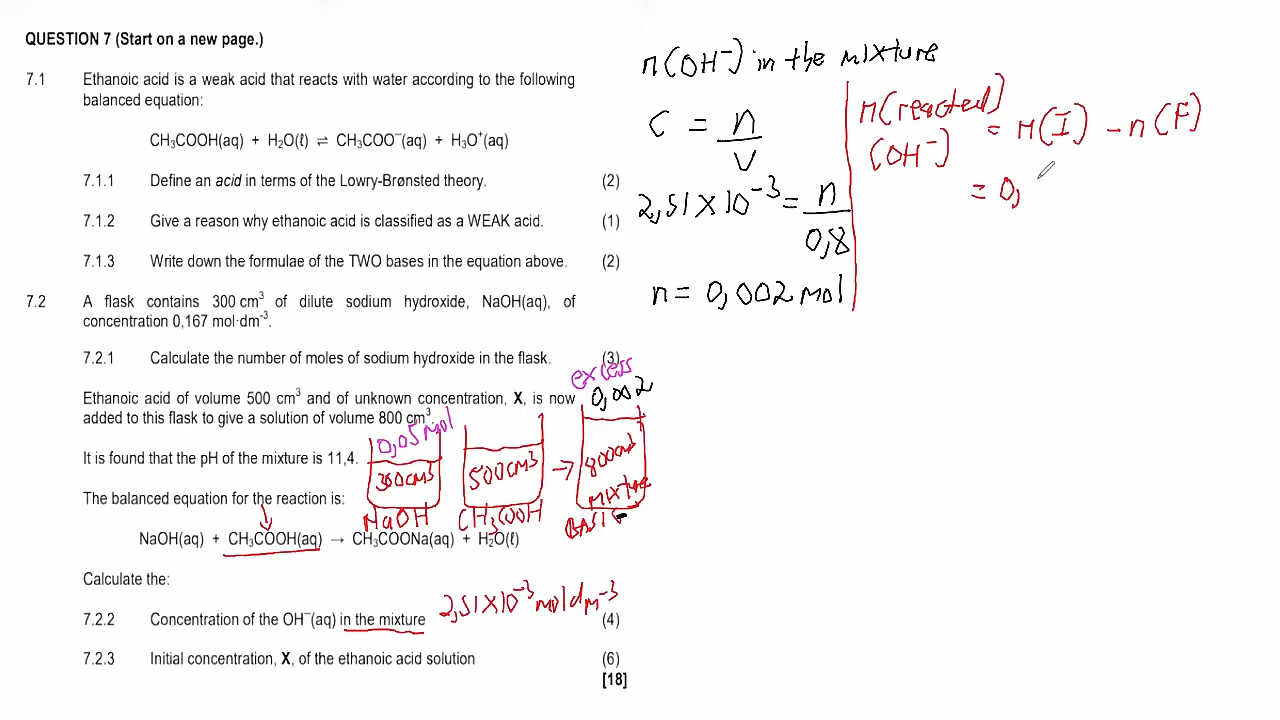 QUESTION 7 (Start on a new page.)
7.1 Ethanoic acid is a weak acid that reacts with water according to the following
balanced equation:
CH₃COOH(aq) + H₂O(ℓ) ⇌ CH₃COO⁻(aq) + H₃O⁺(aq)
7.1.1 Define an acid in terms of the Lowry-Brønsted theory. (2)
7.1.2 Give a reason why ethanoic acid is classified as a WEAK acid. (1)
7.1.3 Write down the formulae of the TWO bases in the equation above. (2)
7.2 A flask contains 300 cm³ of dilute sodium hydroxide, NaOH(aq), of
concentration 0,167 mol·dm⁻³.
7.2.1 Calculate the number of moles of sodium hydroxide in the flask. (3)
Ethanoic acid of volume 500 cm³ and of unknown concentration, X, is now
added to this flask to give a solution of volume 800 cm³.
It is found that the pH of the mixture is 11,4.
The balanced equation for the reaction is:
NaOH(aq) + CH₃COOH(aq) → CH₃COONa(aq) + H₂O(ℓ)
Calculate the:
7.2.2 Concentration of the OH⁻(aq) in the mixture 2,51×10⁻³ mol dm⁻³ (4)
7.2.3 Initial concentration, X, of the ethanoic acid solution (6)
[18]
excess
0,002
0,05 mol
300cm³
NaOH
500cm³
CH₃COOH
→
800cm³
mixture
BASIC
n(OH⁻) in the mixture
C = n
V
2,51×10⁻³ = n
0,8
n = 0,002 mol
n(reacted)
(OH⁻)
= n(I) - n(F)
= 0,